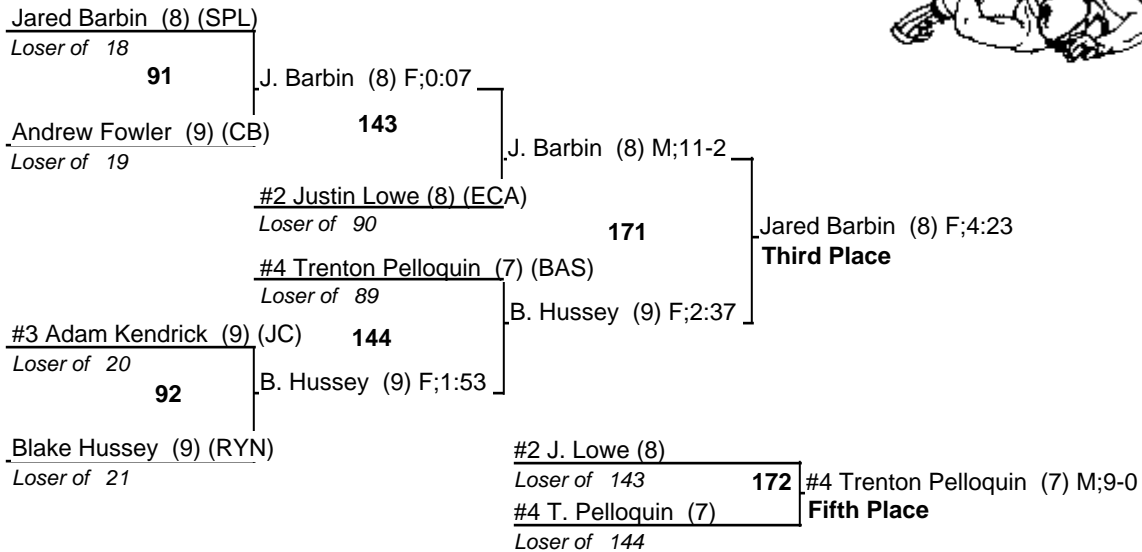 Jared Barbin (8) (SPL)
Loser of 18
91
J. Barbin (8) F;0:07
143
Andrew Fowler (9) (CB)
Loser of 19
J. Barbin (8) M;11-2
#2 Justin Lowe (8) (ECA)
Loser of 90
171
Jared Barbin (8) F;4:23
Third Place
#4 Trenton Pelloquin (7) (BAS)
Loser of 89
B. Hussey (9) F;2:37
#3 Adam Kendrick (9) (JC)
144
Loser of 20
92
B. Hussey (9) F;1:53
Blake Hussey (9) (RYN)
Loser of 21
#2 J. Lowe (8)
Loser of 143
172
#4 Trenton Pelloquin (7) M;9-0
Fifth Place
#4 T. Pelloquin (7)
Loser of 144